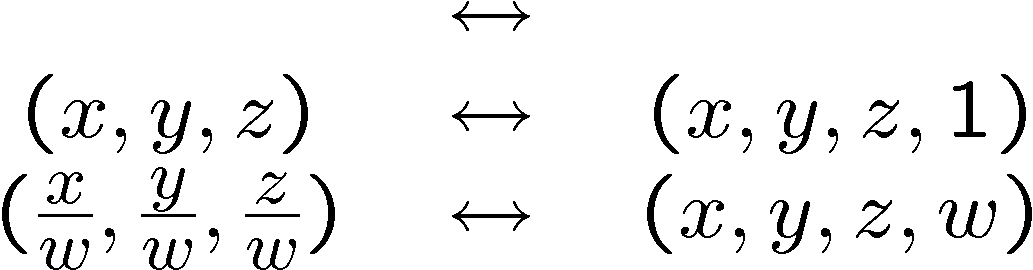 ↔
(x, y, z) ↔ (x, y, z, 1)
(x/w, y/w, z/w) ↔ (x, y, z, w)